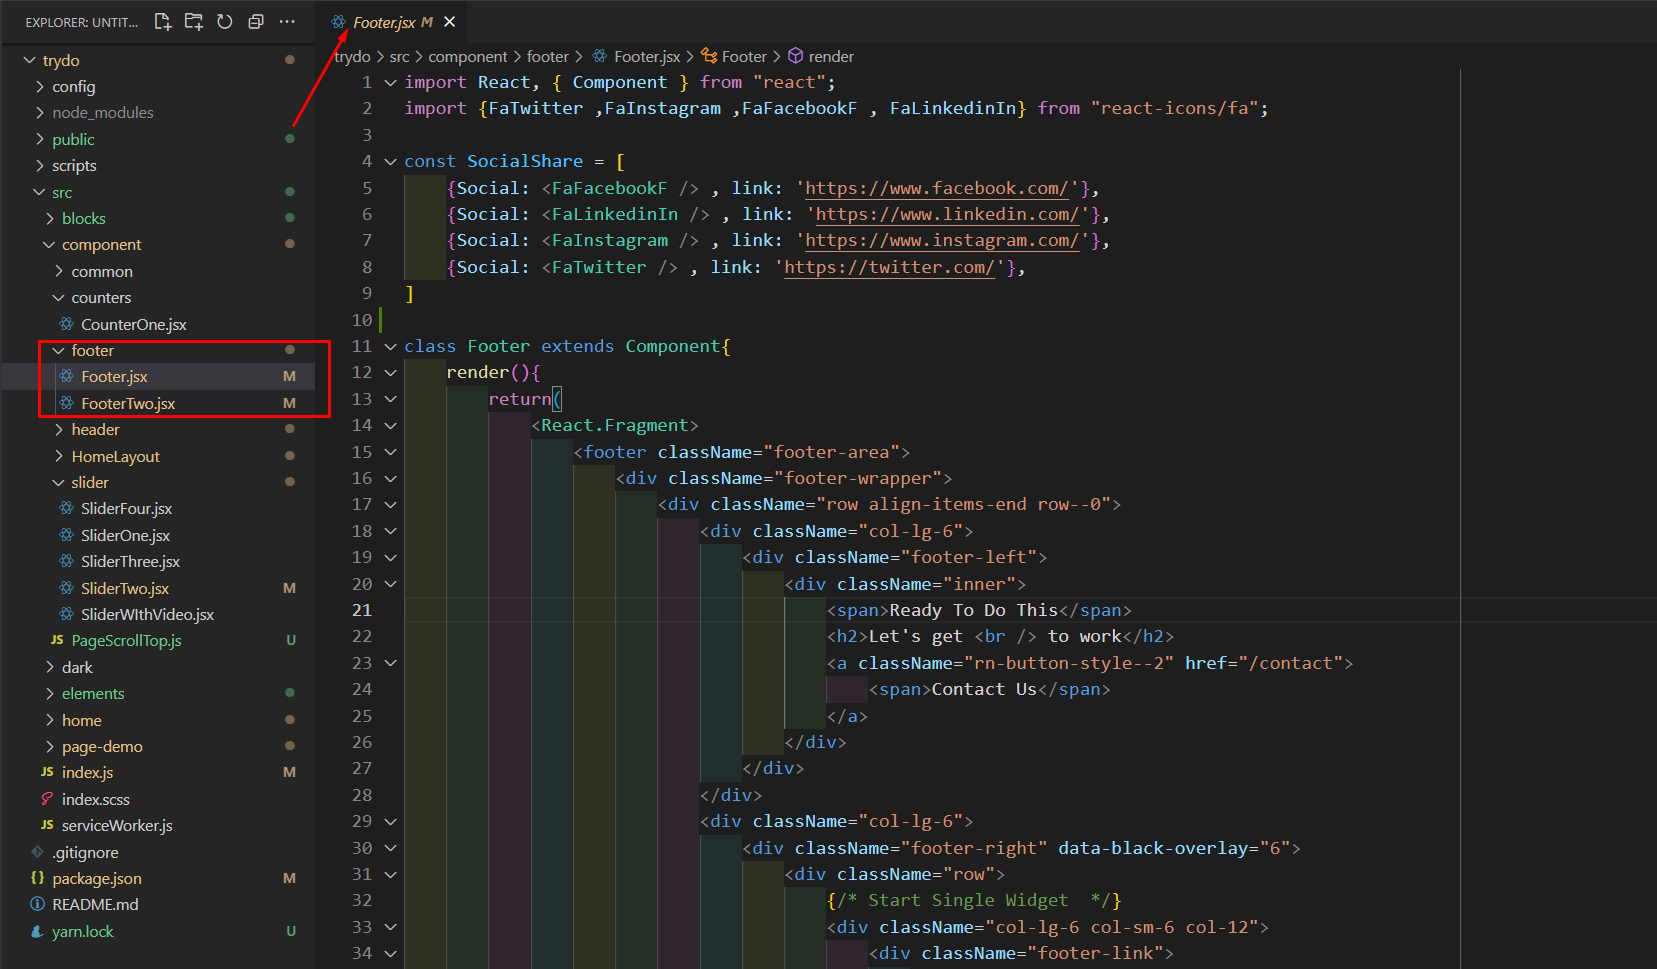 EXPLORER: UNTIT...
trydo
config
node_modules
public
scripts
src
blocks
component
common
counters
CounterOne.jsx
footer
Footer.jsx M
FooterTwo.jsx M
header
HomeLayout
slider
SliderFour.jsx
SliderOne.jsx
SliderThree.jsx
SliderTwo.jsx M
SliderWIthVideo.jsx
JS PageScrollTop.js U
dark
elements
home
page-demo
JS index.js M
index.scss
JS serviceWorker.js
.gitignore
{} package.json M
README.md
yarn.lock U
Footer.jsx M
trydo > src > component > footer > Footer.jsx > Footer > render
1 import React, { Component } from "react";
2 import {FaTwitter ,FaInstagram ,FaFacebookF , FaLinkedinIn} from "react-icons/fa";
3
4 const SocialShare = [
5 {Social: <FaFacebookF /> , link: 'https://www.facebook.com/'},
6 {Social: <FaLinkedinIn /> , link: 'https://www.linkedin.com/'},
7 {Social: <FaInstagram /> , link: 'https://www.instagram.com/'},
8 {Social: <FaTwitter /> , link: 'https://twitter.com/'},
9 ]
10
11 class Footer extends Component{
12 render(){
13 return(
14 <React.Fragment>
15 <footer className="footer-area">
16 <div className="footer-wrapper">
17 <div className="row align-items-end row--0">
18 <div className="col-lg-6">
19 <div className="footer-left">
20 <div className="inner">
21 <span>Ready To Do This</span>
22 <h2>Let's get <br /> to work</h2>
23 <a className="rn-button-style--2" href="/contact">
24 <span>Contact Us</span>
25 </a>
26 </div>
27 </div>
28 </div>
29 <div className="col-lg-6">
30 <div className="footer-right" data-black-overlay="6">
31 <div className="row">
32 {/* Start Single Widget  */}
33 <div className="col-lg-6 col-sm-6 col-12">
34 <div className="footer-link">